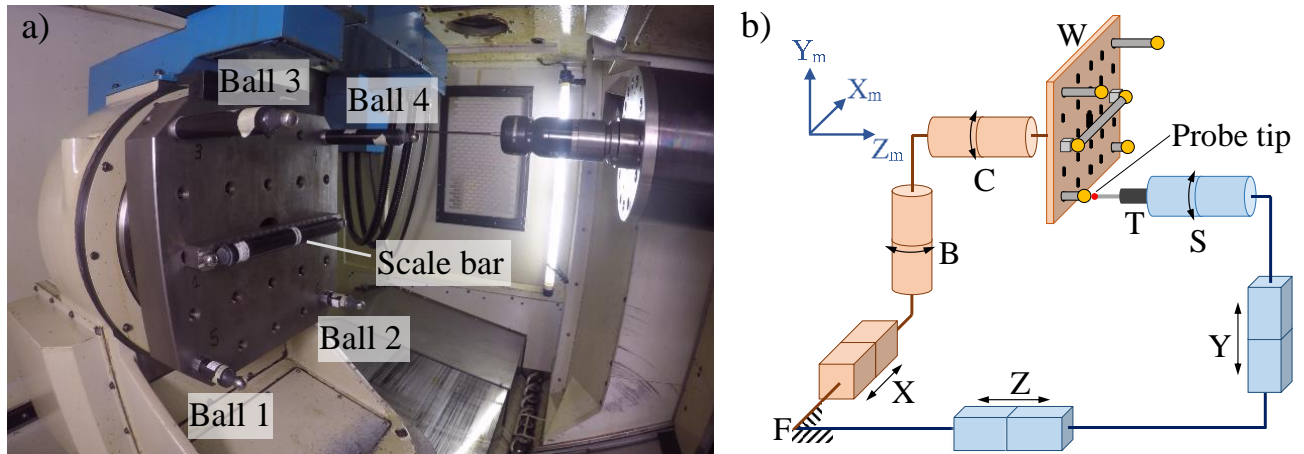 a)
Ball 3
Ball 4
Scale bar
Ball 2
Ball 1
b)
Yₘ
Xₘ
Zₘ
W
C
Probe tip
B
T
S
X
Y
Z
F